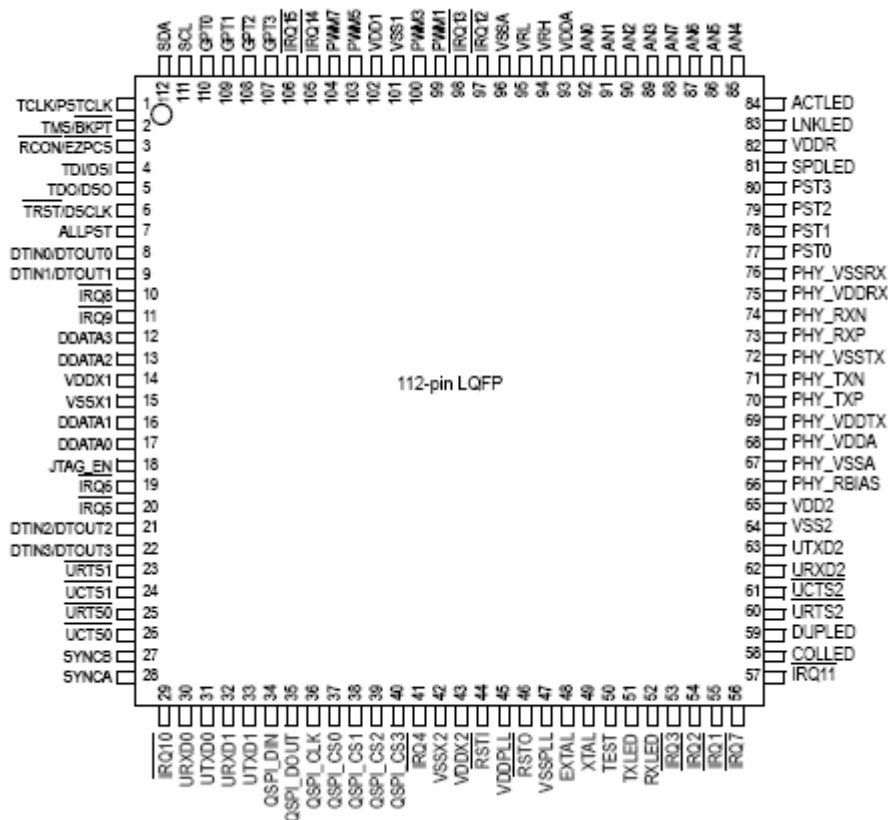 SDA
SCL
GPT0
GPT1
GPT2
GPT3
IRQ15
IRQ14
PWM7
PWM5
VDD1
VSS1
PWM3
PWM1
IRQ13
IRQ12
VSSA
VRL
VRH
VDDA
AN0
AN1
AN2
AN3
AN7
AN6
AN5
AN4
112
111
110
109
108
107
106
105
104
103
102
101
100
99
98
97
96
95
94
93
92
91
90
89
88
87
86
85
TCLK/PSTCLK 1
TMS/BKPT 2
RCON/EZPCS 3
TDI/DSI 4
TDO/DSO 5
TRST/DSCLK 6
ALLPST 7
DTIN0/DTOUT0 8
DTIN1/DTOUT1 9
IRQ8 10
IRQ9 11
DDATA3 12
DDATA2 13
VDDX1 14
VSSX1 15
DDATA1 16
DDATA0 17
JTAG_EN 18
IRQ6 19
IRQ5 20
DTIN2/DTOUT2 21
DTIN3/DTOUT3 22
URTS1 23
UCTS1 24
URTS0 25
UCTS0 26
SYNCB 27
SYNCA 28
112-pin LQFP
84 ACTLED
83 LNKLED
82 VDDR
81 SPDLED
80 PST3
79 PST2
78 PST1
77 PST0
76 PHY_VSSRX
75 PHY_VDDRX
74 PHY_RXN
73 PHY_RXP
72 PHY_VSSTX
71 PHY_TXN
70 PHY_TXP
69 PHY_VDDTX
68 PHY_VDDA
67 PHY_VSSA
66 PHY_RBIAS
65 VDD2
64 VSS2
63 UTXD2
62 URXD2
61 UCTS2
60 URTS2
59 DUPLED
58 COLLED
57 IRQ11
29
30
31
32
33
34
35
36
37
38
39
40
41
42
43
44
45
46
47
48
49
50
51
52
53
54
55
56
IRQ10
URXD0
UTXD0
URXD1
UTXD1
QSPI_DIN
QSPI_DOUT
QSPI_CLK
QSPI_CS0
QSPI_CS1
QSPI_CS2
QSPI_CS3
IRQ4
VSSX2
VDDX2
RSTI
VDDPLL
RSTO
VSSPLL
EXTAL
XTAL
TEST
TXLED
RXLED
IRQ3
IRQ2
IRQ1
IRQ7